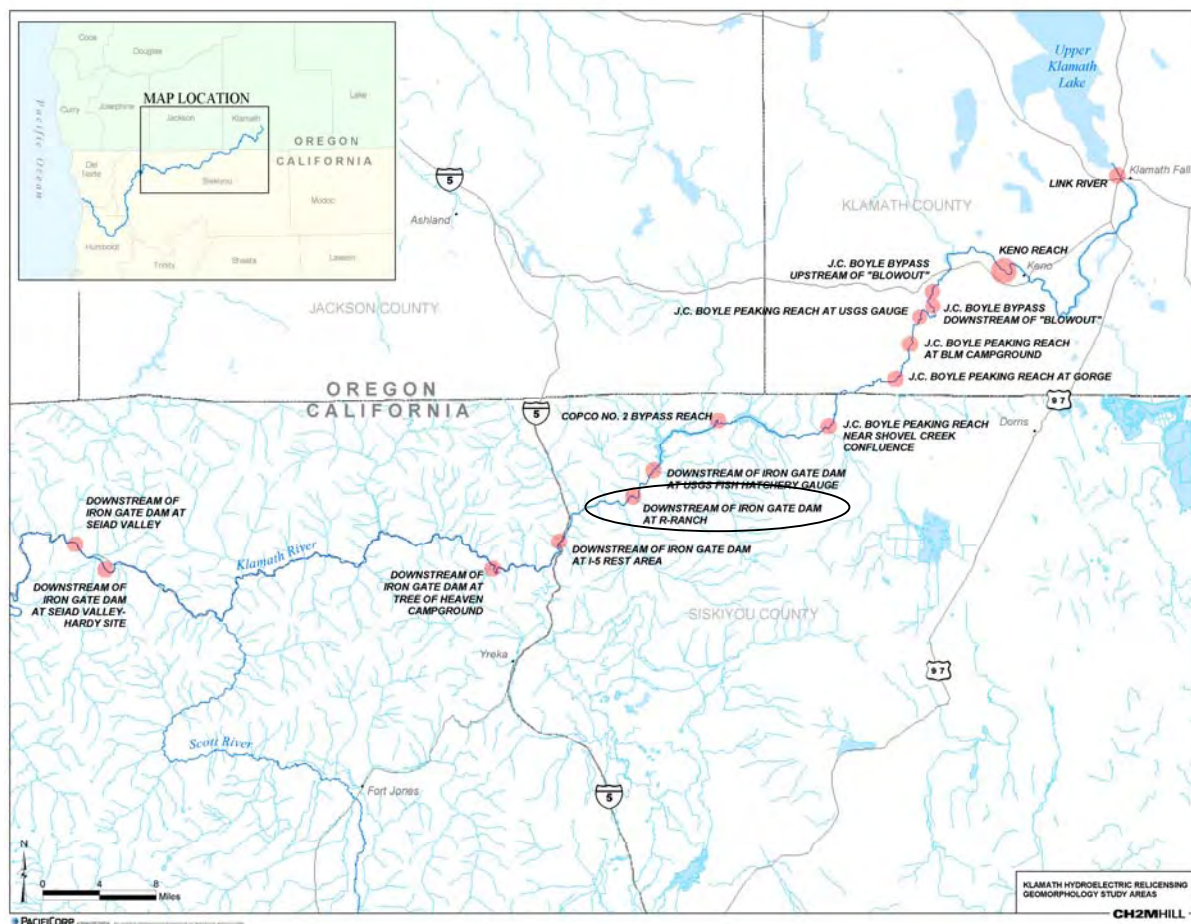 Coos
Douglas
Curry
Josephine
Jackson
Klamath
Lake
MAP LOCATION
OREGON
CALIFORNIA
Pacific Ocean
Del
Norte
Siskiyou
Modoc
Humboldt
Trinity
Shasta
Lassen
Upper
Klamath
Lake
5
Ashland
KLAMATH COUNTY
LINK RIVER
Klamath Fall
KENO REACH
Keno
J.C. BOYLE BYPASS
UPSTREAM OF "BLOWOUT"
JACKSON COUNTY
J.C. BOYLE PEAKING REACH AT USGS GAUGE
J.C. BOYLE BYPASS
DOWNSTREAM OF "BLOWOUT"
J.C. BOYLE PEAKING REACH
AT BLM CAMPGROUND
J.C. BOYLE PEAKING REACH AT GORGE
OREGON
CALIFORNIA
5
97
COPCO NO. 2 BYPASS REACH
J.C. BOYLE PEAKING REACH
NEAR SHOVEL CREEK
CONFLUENCE
Dorris
DOWNSTREAM OF IRON GATE DAM
AT USGS FISH HATCHERY GAUGE
DOWNSTREAM OF IRON GATE DAM
AT R-RANCH
DOWNSTREAM OF
IRON GATE DAM AT
SEIAD VALLEY
DOWNSTREAM OF IRON GATE DAM
AT I-5 REST AREA
Klamath River
DOWNSTREAM OF
IRON GATE DAM AT
TREE OF HEAVEN
CAMPGROUND
DOWNSTREAM OF
IRON GATE DAM
AT SEIAD VALLEY-
HARDY SITE
SISKIYOU COUNTY
Yreka
97
Scott River
Fort Jones
5
N
0 4 8
Miles
KLAMATH HYDROELECTRIC RELICENSING
GEOMORPHOLOGY STUDY AREAS
PACIFICORP
CH2MHILL